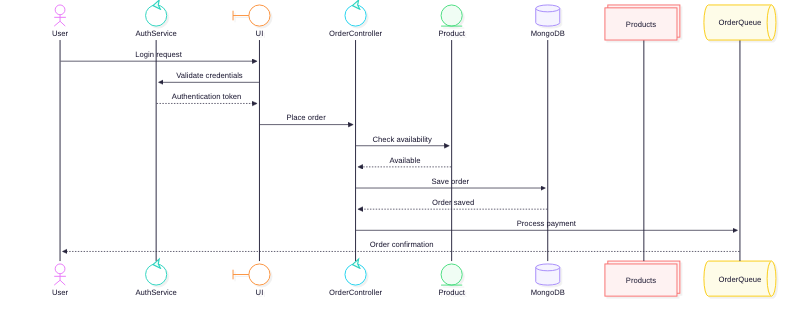 User
AuthService
UI
OrderController
Product
MongoDB
Products
OrderQueue
Login request
Validate credentials
Authentication token
Place order
Check availability
Available
Save order
Order saved
Process payment
Order confirmation
User
AuthService
UI
OrderController
Product
MongoDB
Products
OrderQueue